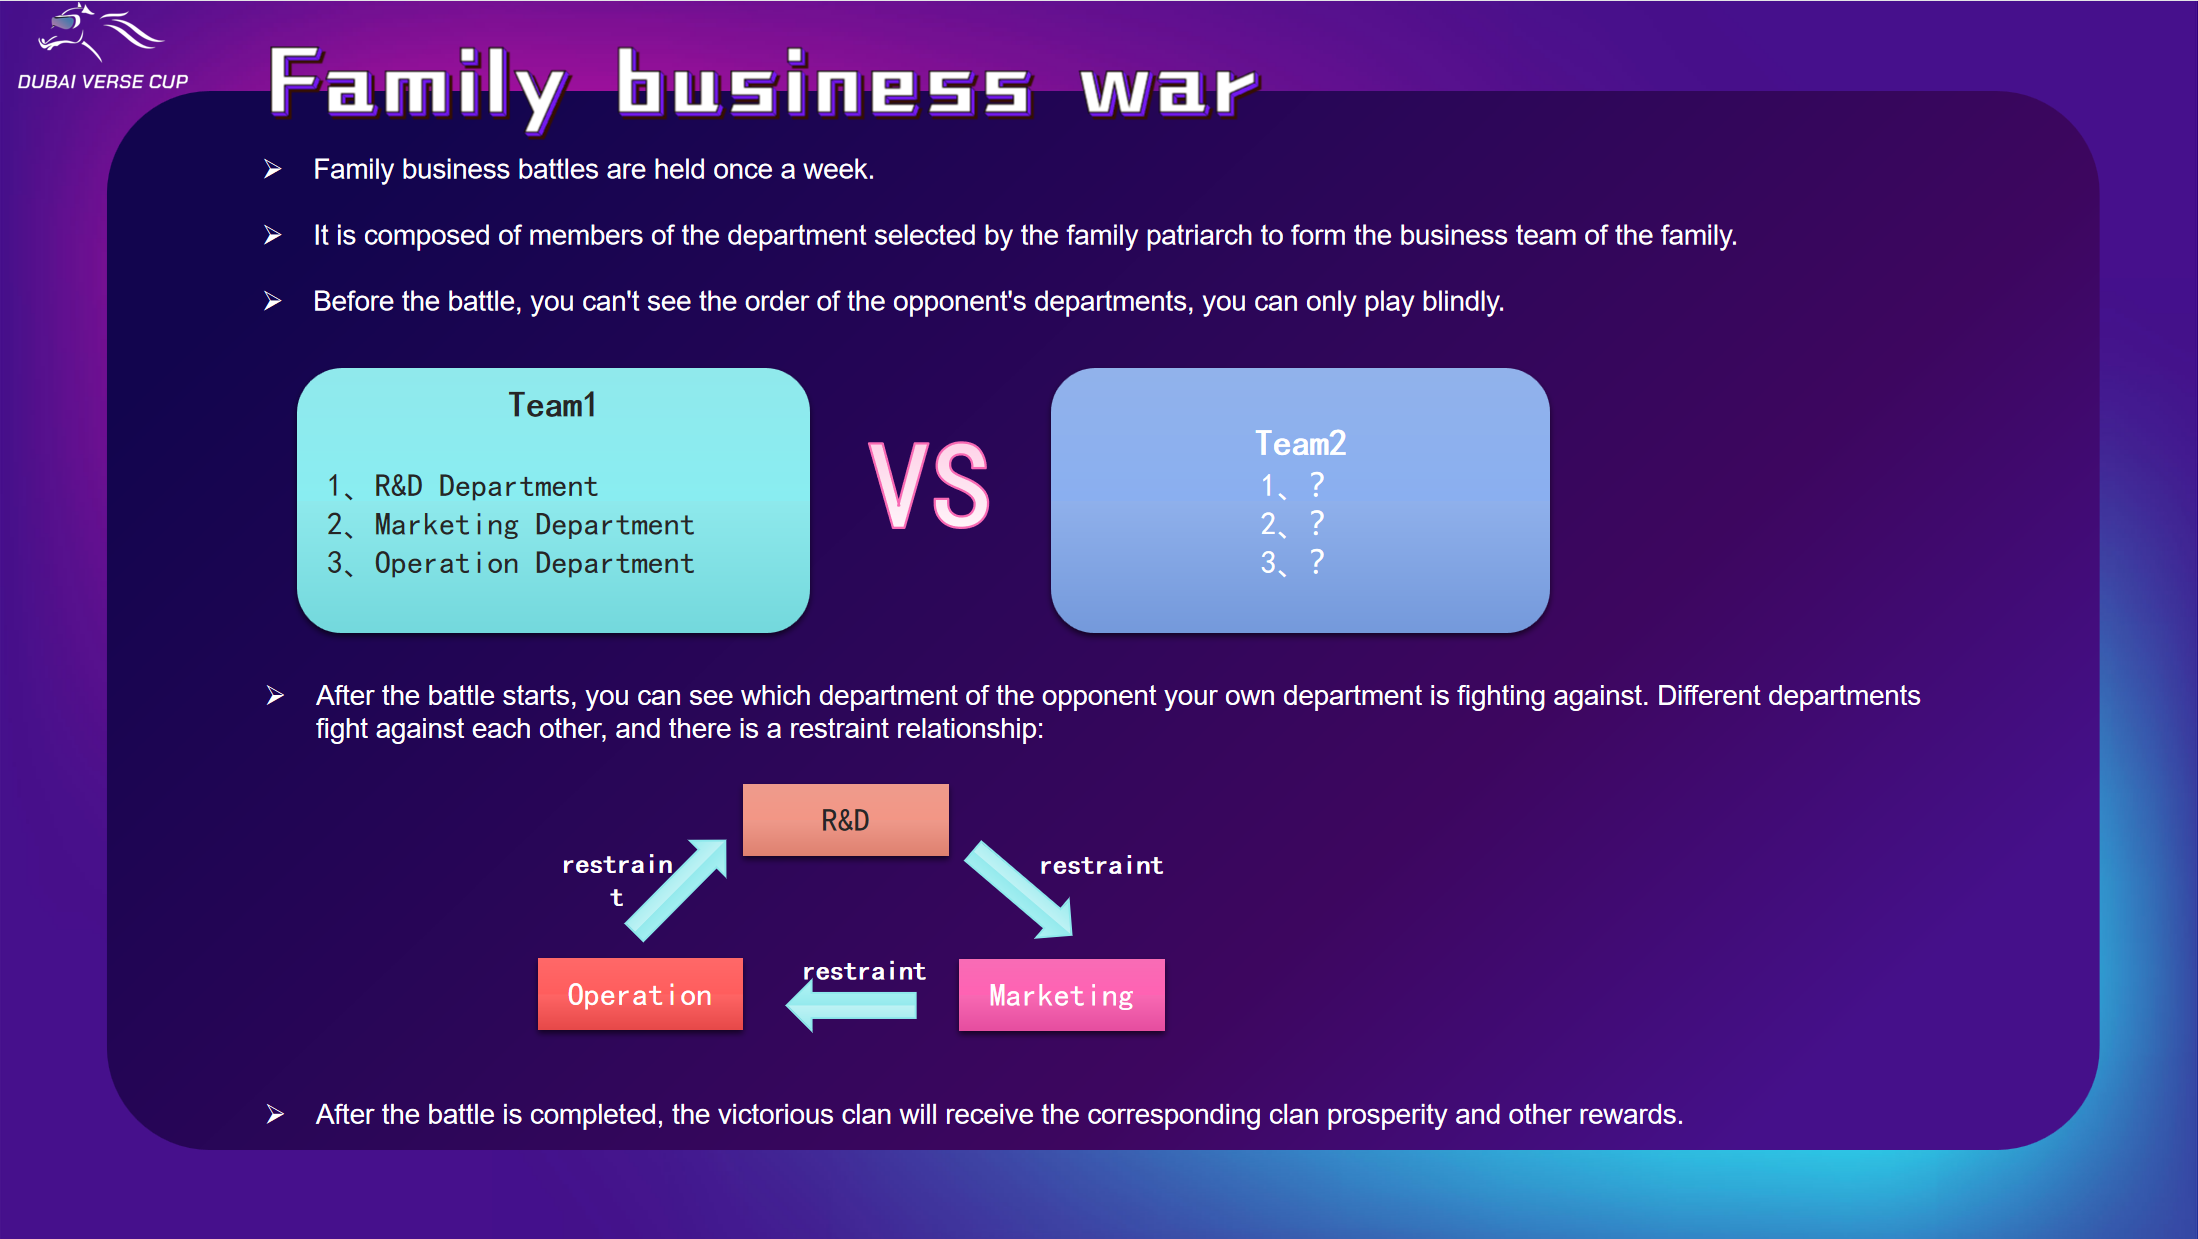 DUBAI VERSE CUP
Family business war
➢ Family business battles are held once a week.
➢ It is composed of members of the department selected by the family patriarch to form the business team of the family.
➢ Before the battle, you can't see the order of the opponent's departments, you can only play blindly.
Team1
1、R&D Department
2、Marketing Department
3、Operation Department
VS
Team2
1、?
2、?
3、?
➢ After the battle starts, you can see which department of the opponent your own department is fighting against. Different departments
fight against each other, and there is a restraint relationship:
R&D
restrain
t
restraint
restraint
Operation
Marketing
➢ After the battle is completed, the victorious clan will receive the corresponding clan prosperity and other rewards.